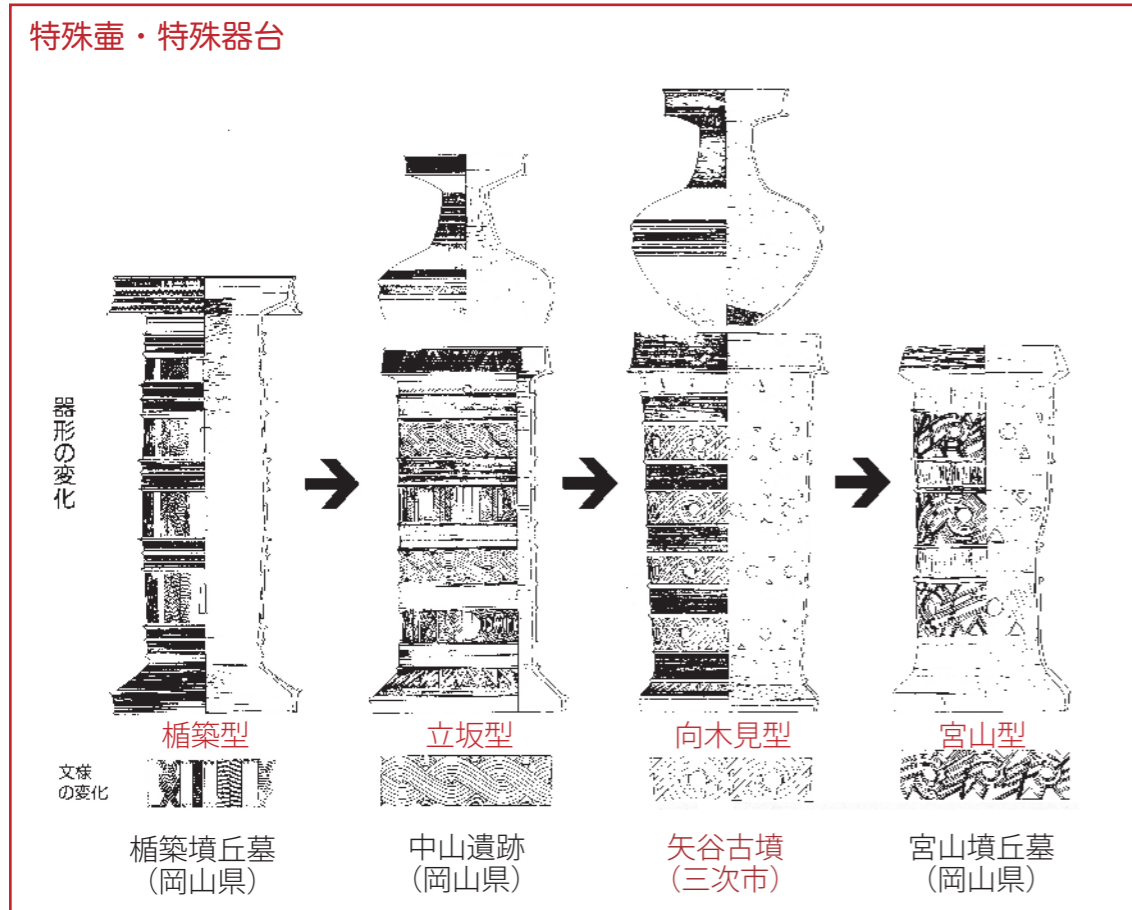 特殊壷・特殊器台
器形の変化
楯築型
立坂型
向木見型
宮山型
文様
の変化
楯築墳丘墓
(岡山県)
中山遺跡
(岡山県)
矢谷古墳
(三次市)
宮山墳丘墓
(岡山県)